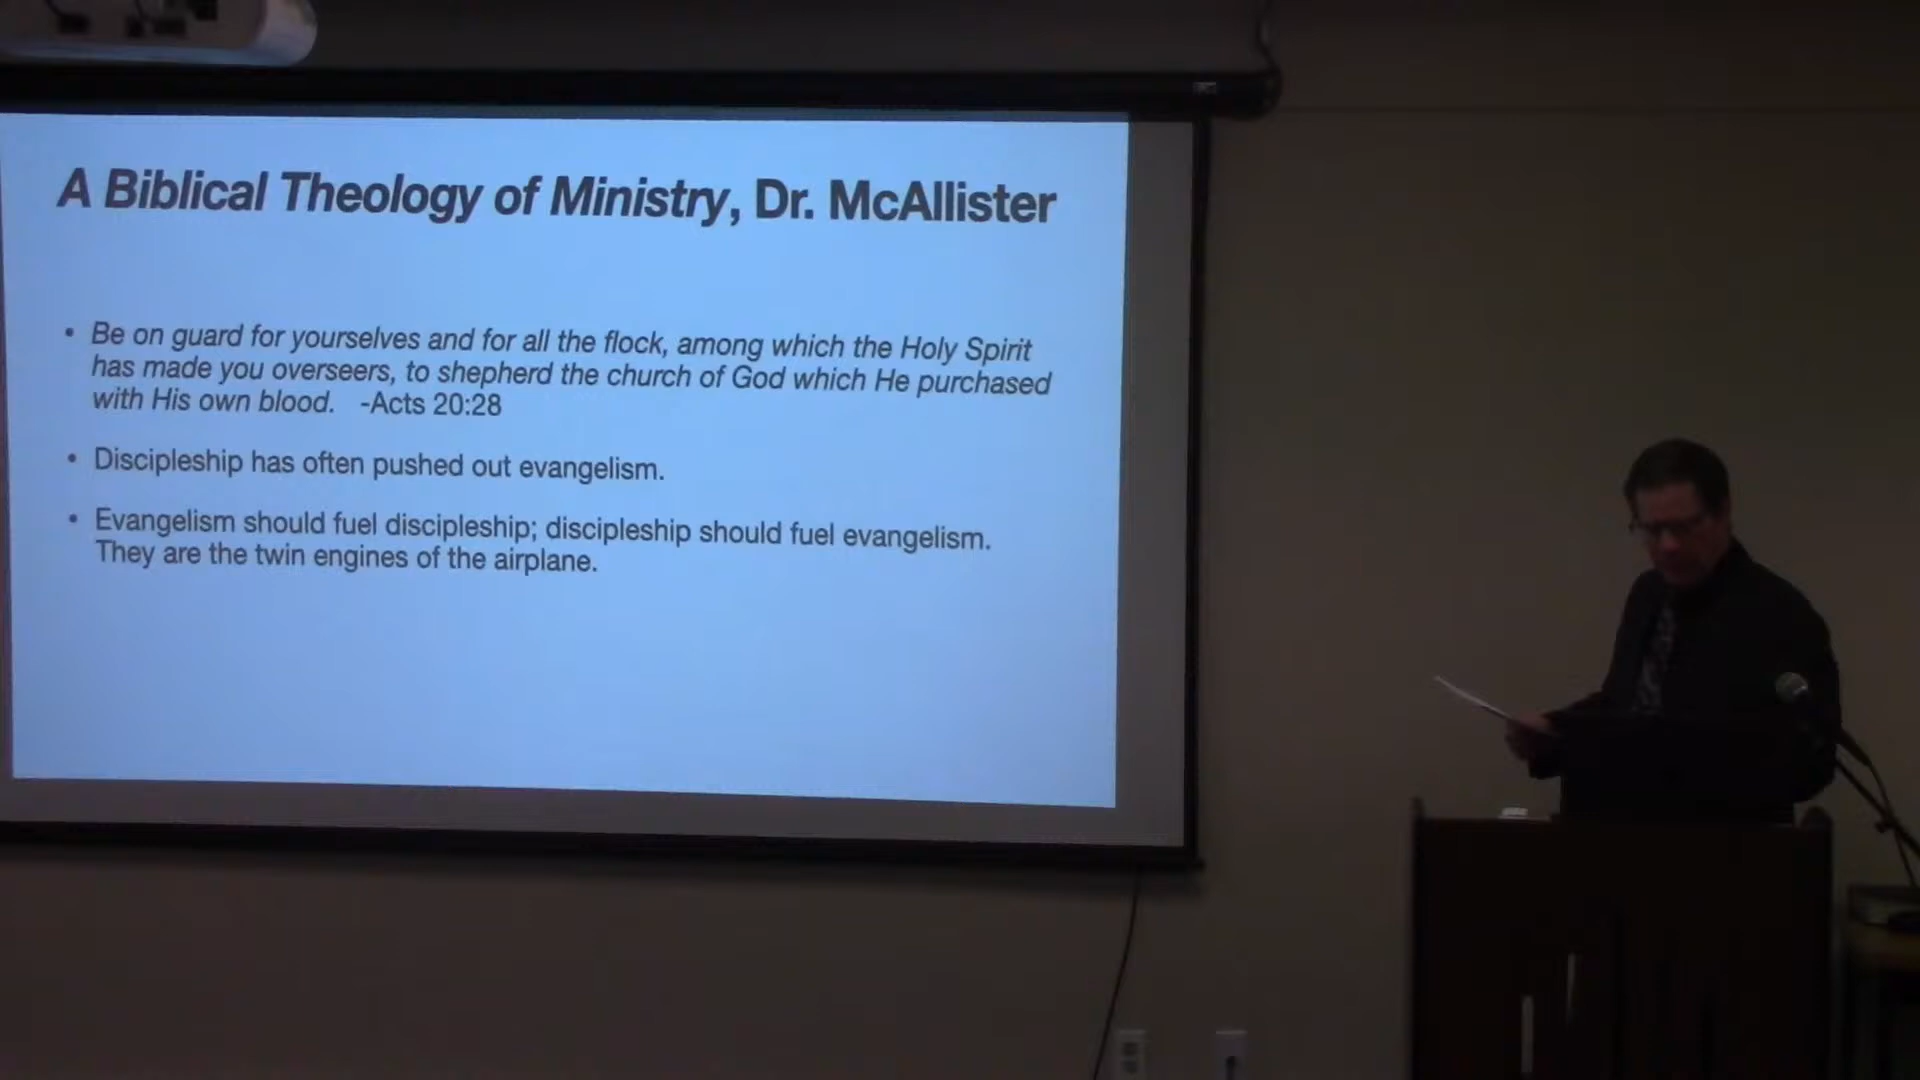 A Biblical Theology of Ministry, Dr. McAllister
• Be on guard for yourselves and for all the flock, among which the Holy Spirit
has made you overseers, to shepherd the church of God which He purchased
with His own blood. -Acts 20:28
• Discipleship has often pushed out evangelism.
• Evangelism should fuel discipleship; discipleship should fuel evangelism.
They are the twin engines of the airplane.